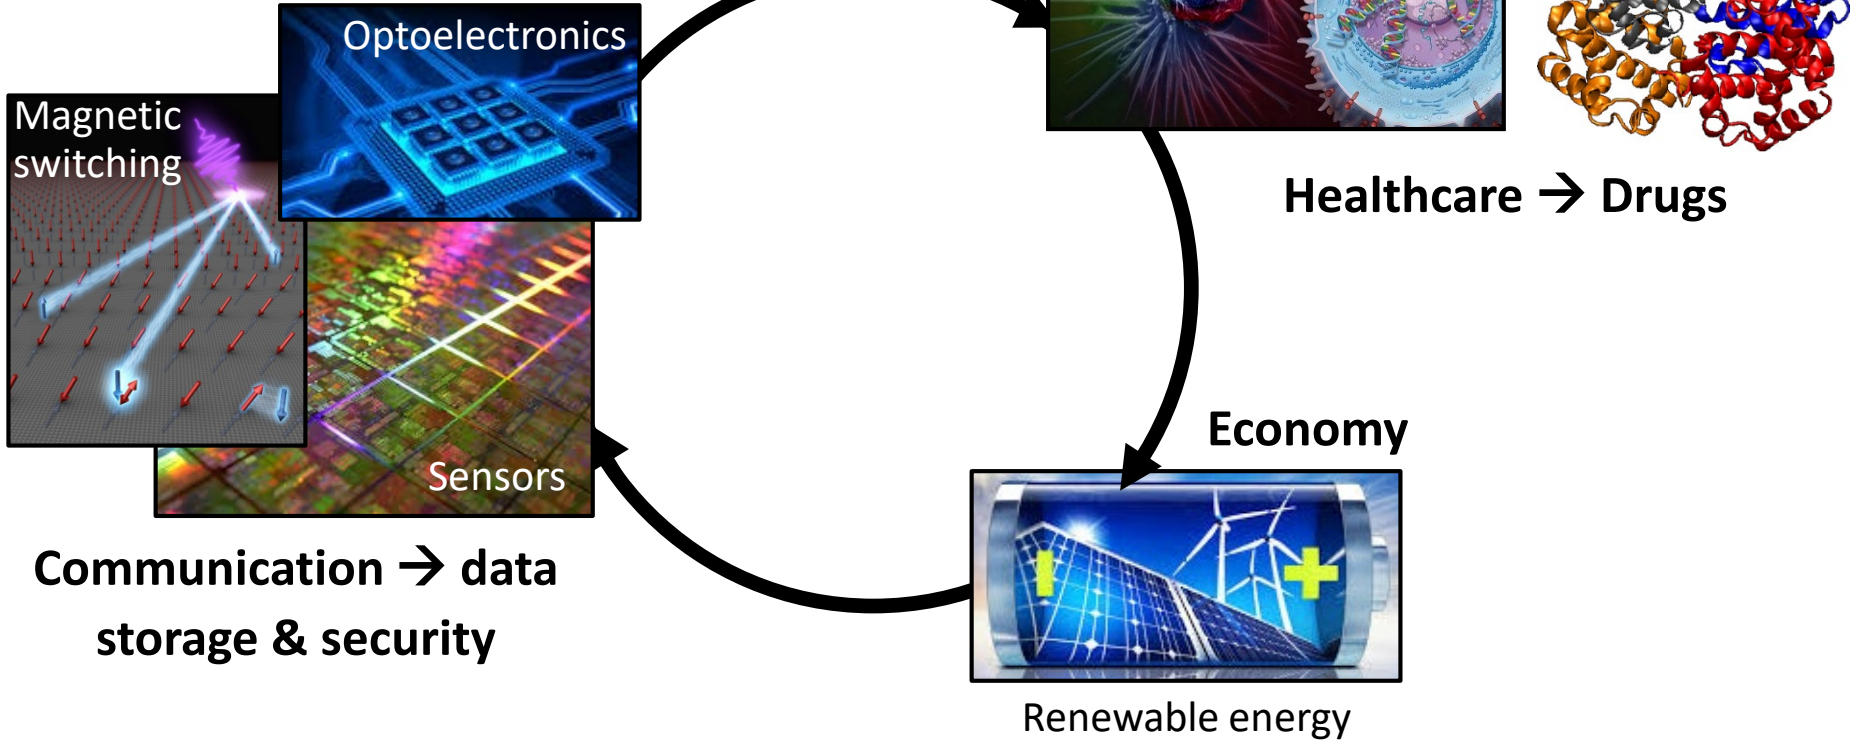 Optoelectronics
Magnetic
switching
Healthcare → Drugs
Economy
Sensors
Communication → data
storage & security
Renewable energy